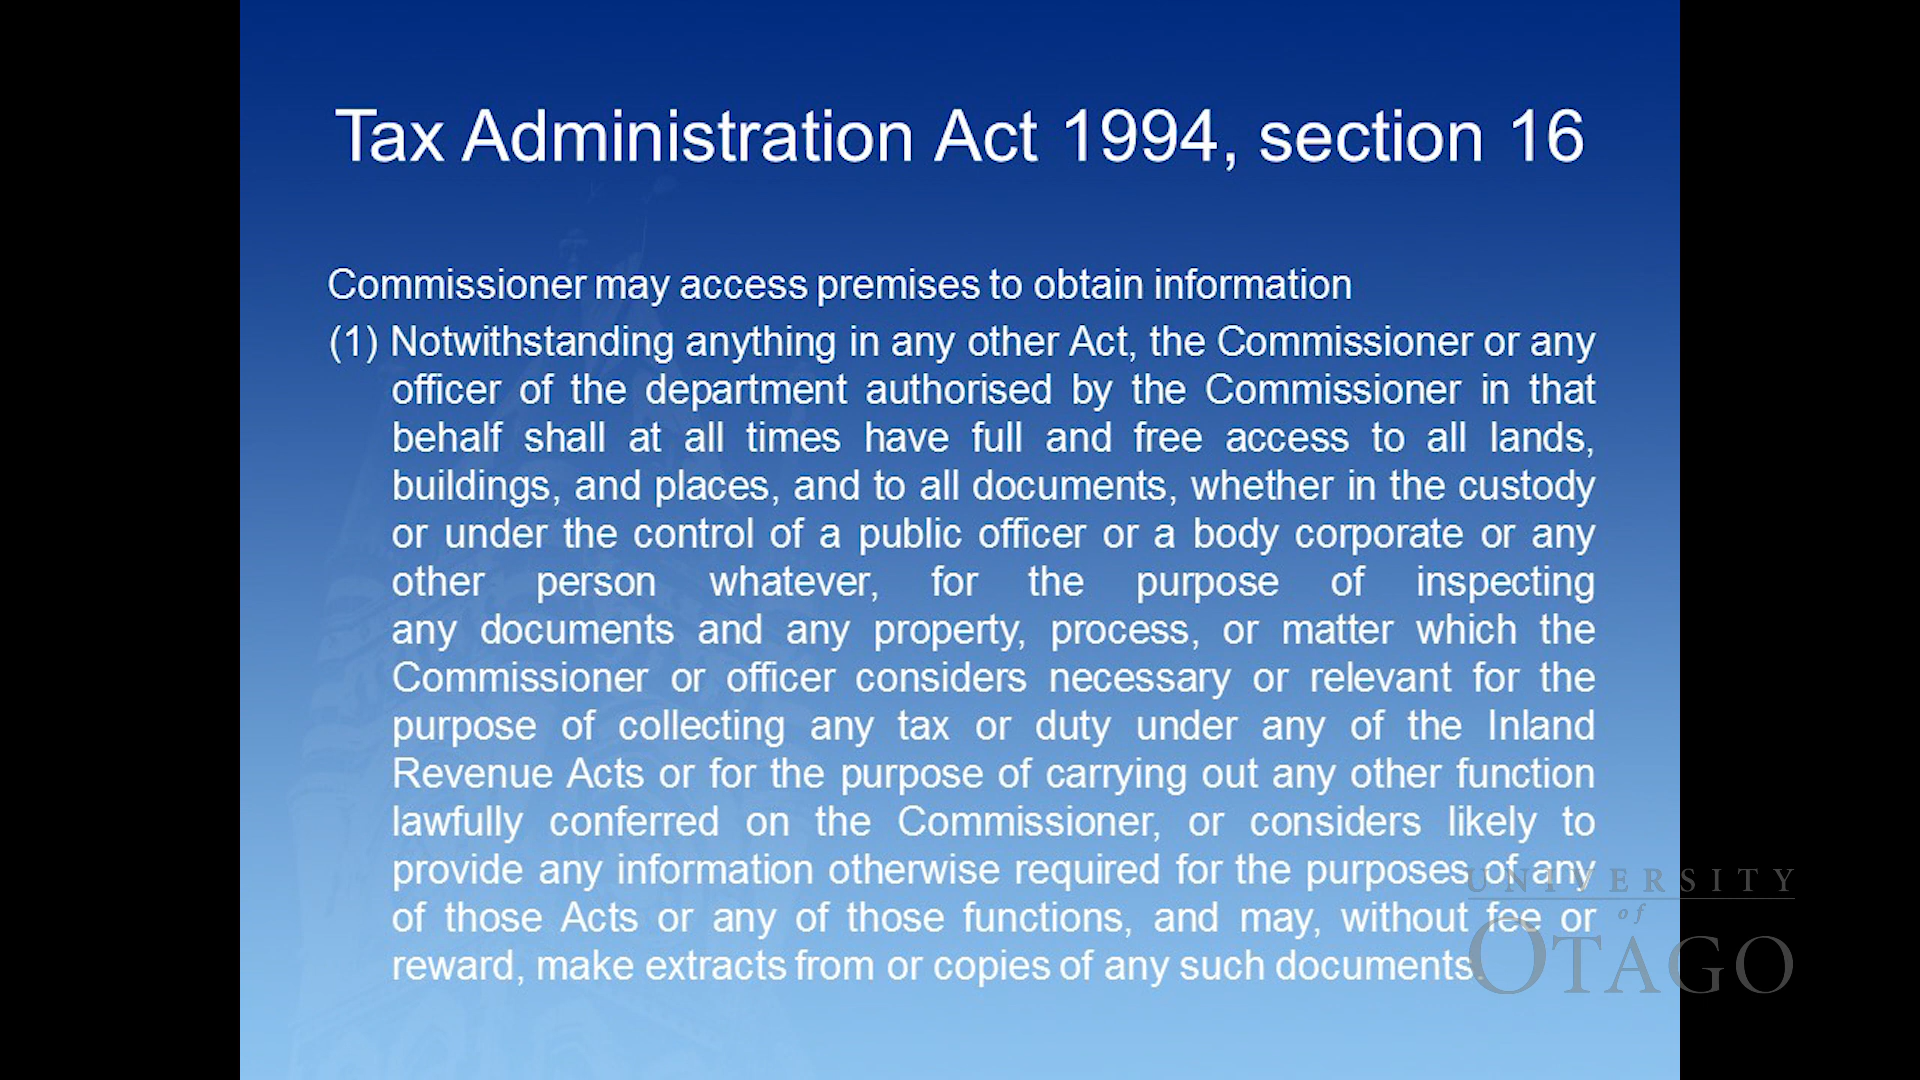 Tax Administration Act 1994, section 16
Commissioner may access premises to obtain information
(1) Notwithstanding anything in any other Act, the Commissioner or any
officer of the department authorised by the Commissioner in that
behalf shall at all times have full and free access to all lands,
buildings, and places, and to all documents, whether in the custody
or under the control of a public officer or a body corporate or any
other person whatever, for the purpose of inspecting
any documents and any property, process, or matter which the
Commissioner or officer considers necessary or relevant for the
purpose of collecting any tax or duty under any of the Inland
Revenue Acts or for the purpose of carrying out any other function
lawfully conferred on the Commissioner, or considers likely to
provide any information otherwise required for the purposes of any
of those Acts or any of those functions, and may, without fee or
reward, make extracts from or copies of any such documents.
UNIVERSITY
of
OTAGO